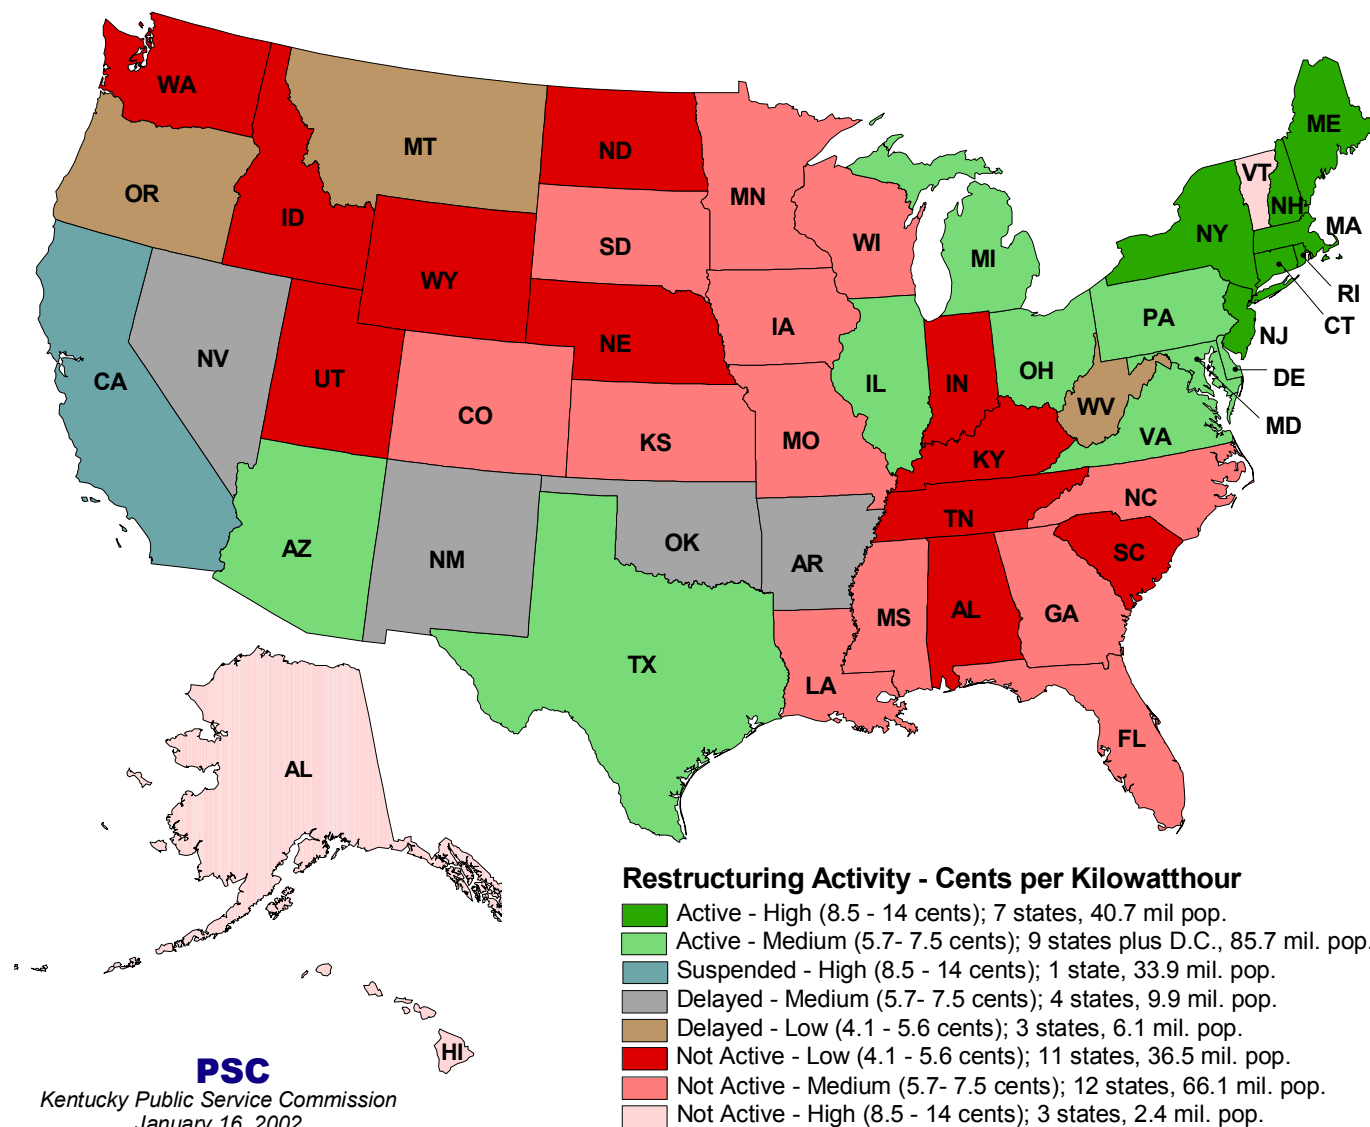 WA
MT
ND
ME
OR
ID
MN
VT
NH
SD
WI
NY
MA
MI
WY
RI
IA
PA
CT
NE
NJ
NV
UT
CA
OH
IL
IN
DE
CO
WV
KS
MO
VA
MD
KY
NC
TN
AZ
NM
OK
AR
SC
MS
AL
GA
TX
LA
FL
AL
HI
Restructuring Activity - Cents per Kilowatthour
Active - High (8.5 - 14 cents); 7 states, 40.7 mil pop.
Active - Medium (5.7- 7.5 cents); 9 states plus D.C., 85.7 mil. pop.
Suspended - High (8.5 - 14 cents); 1 state, 33.9 mil. pop.
Delayed - Medium (5.7- 7.5 cents); 4 states, 9.9 mil. pop.
Delayed - Low (4.1 - 5.6 cents); 3 states, 6.1 mil. pop.
Not Active - Low (4.1 - 5.6 cents); 11 states, 36.5 mil. pop.
Not Active - Medium (5.7- 7.5 cents); 12 states, 66.1 mil. pop.
Not Active - High (8.5 - 14 cents); 3 states, 2.4 mil. pop.
PSC
Kentucky Public Service Commission
January 16, 2002